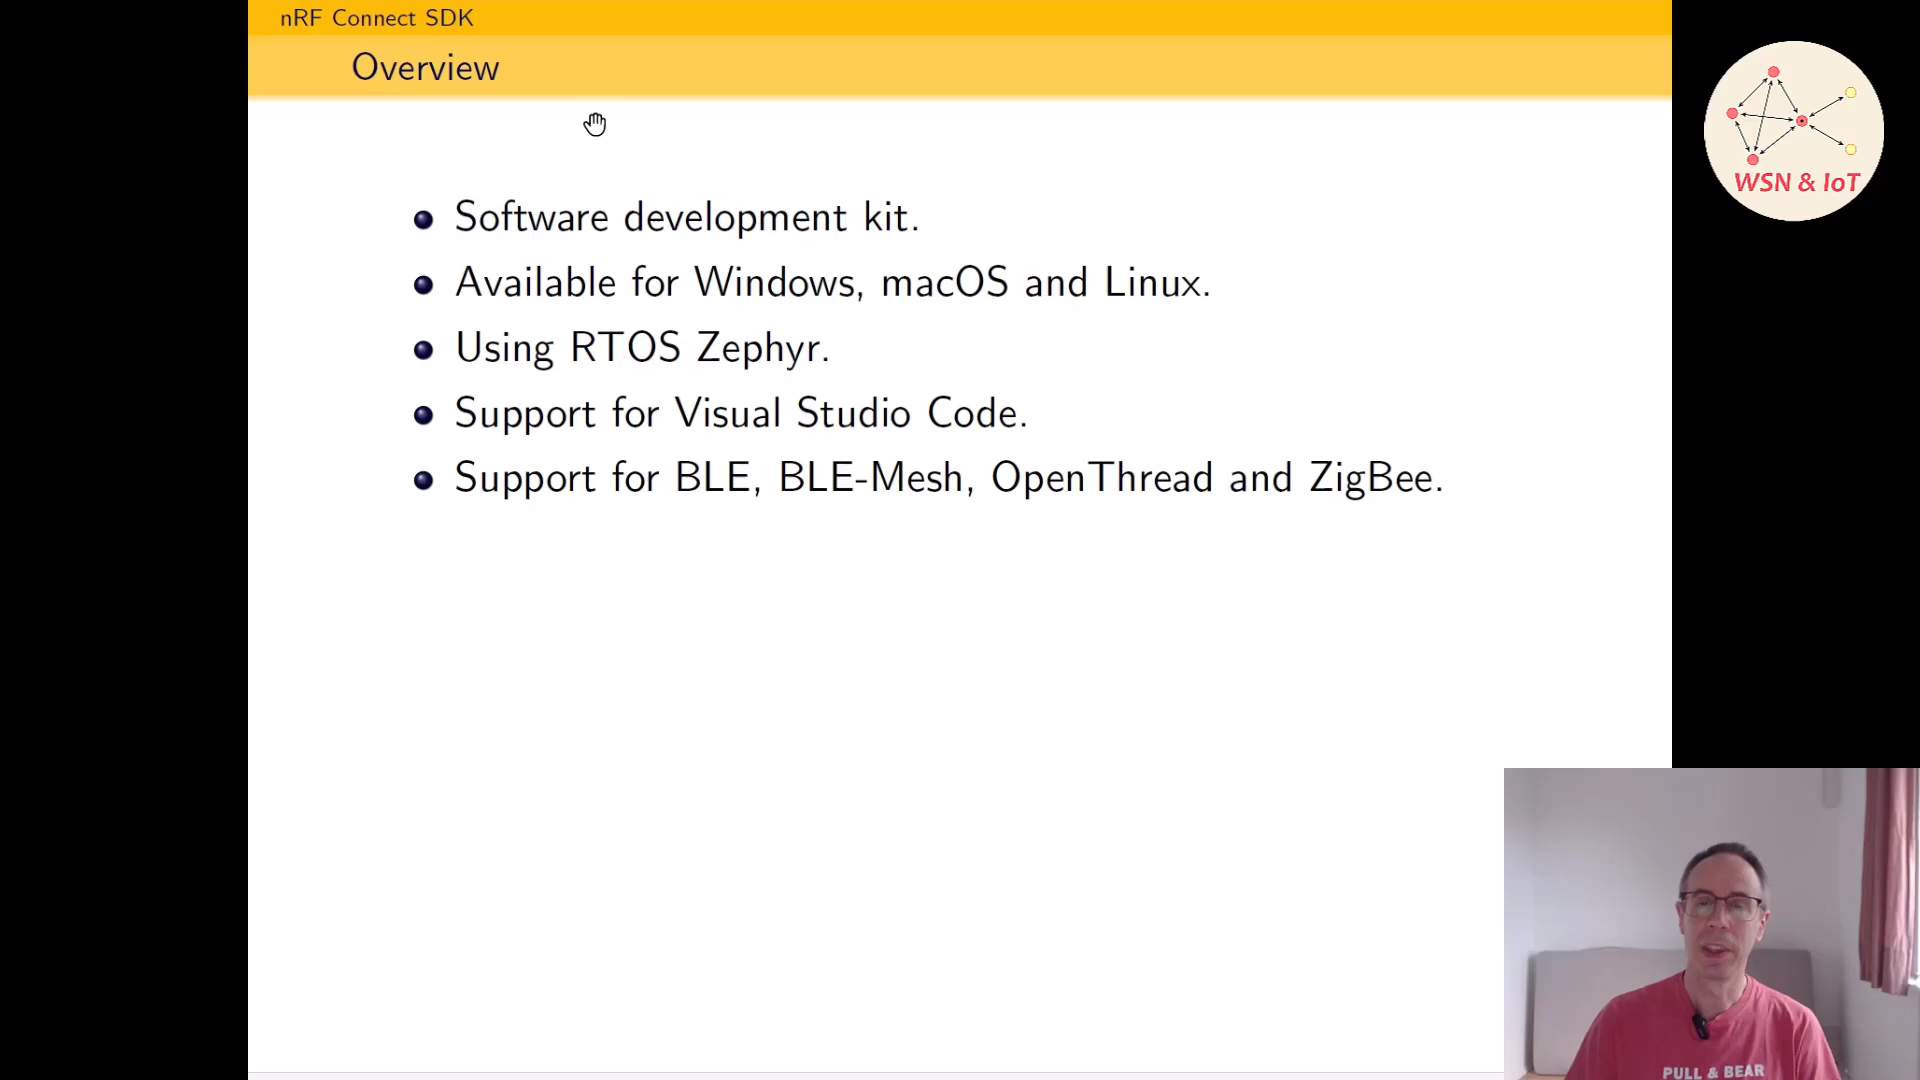 nRF Connect SDK
Overview
Software development kit.
Available for Windows, macOS and Linux.
Using RTOS Zephyr.
Support for Visual Studio Code.
Support for BLE, BLE-Mesh, OpenThread and ZigBee.
WSN & IoT
PULL & BEAR